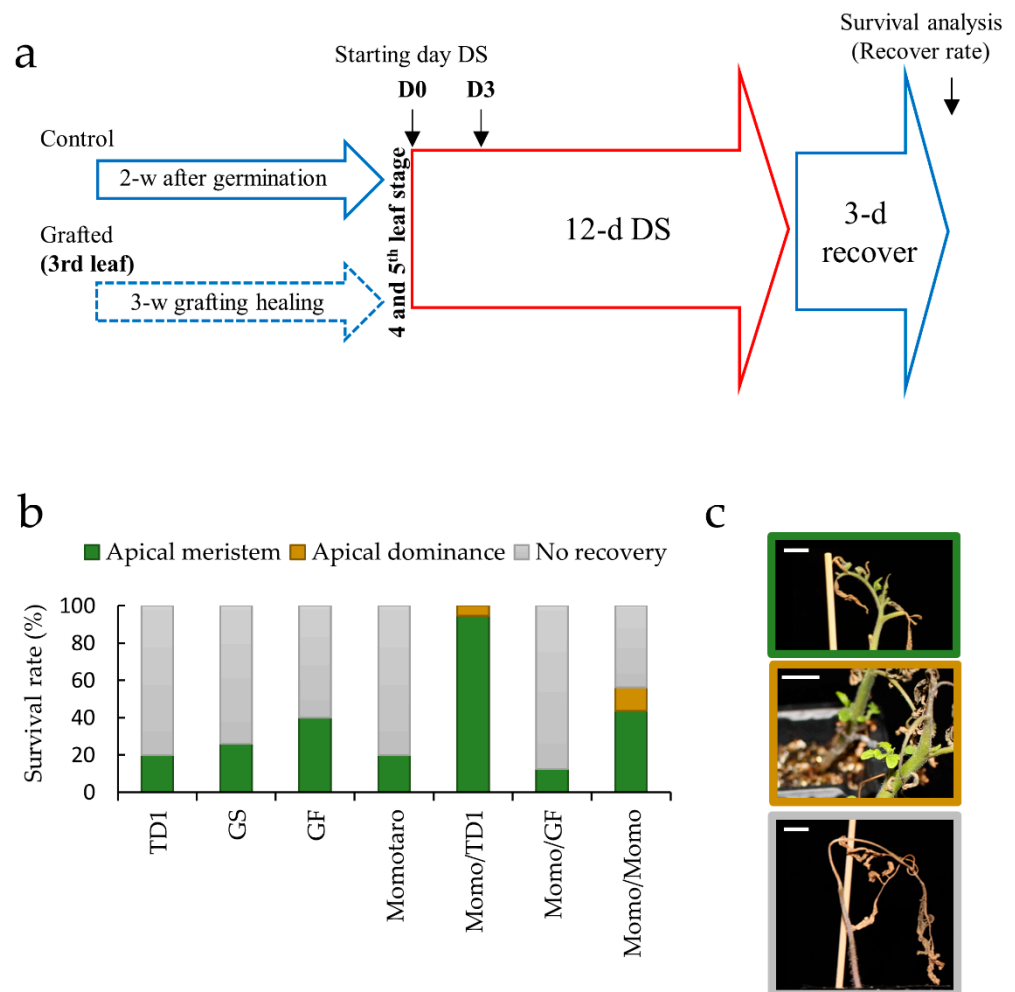 a
Survival analysis
(Recover rate)
Starting day DS
D0 D3
Control
2-w after germination
Grafted
(3rd leaf)
3-w grafting healing
4 and 5th leaf stage
12-d DS
3-d
recover
b
c
Apical meristem Apical dominance No recovery
Survival rate (%)
100
80
60
40
20
0
TD1
GS
GF
Momotaro
Momo/TD1
Momo/GF
Momo/Momo